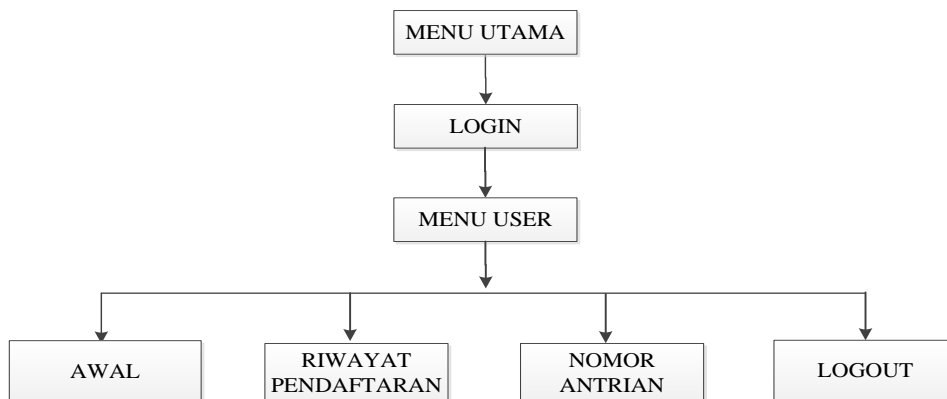 MENU UTAMA
LOGIN
MENU USER
AWAL
RIWAYAT
PENDAFTARAN
NOMOR
ANTRIAN
LOGOUT